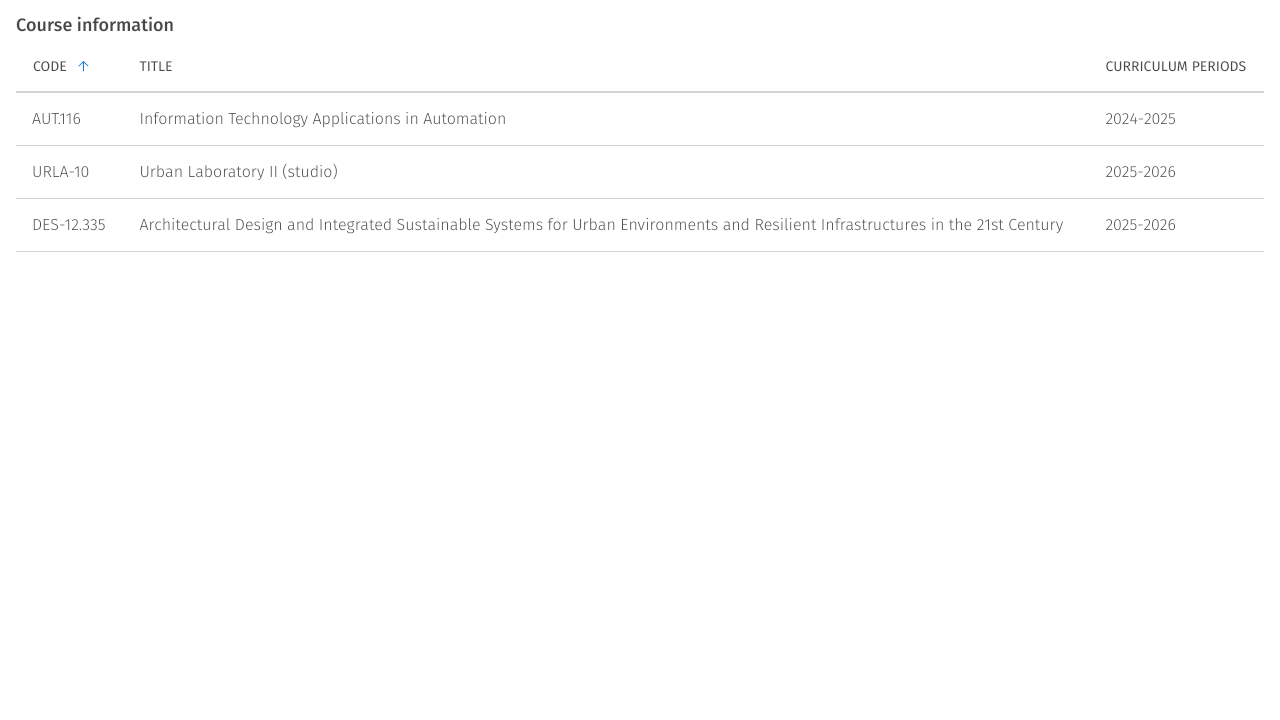 Course information
CODE ↑ TITLE CURRICULUM PERIODS
AUT.116 Information Technology Applications in Automation 2024-2025
URLA-10 Urban Laboratory II (studio) 2025-2026
DES-12.335 Architectural Design and Integrated Sustainable Systems for Urban Environments and Resilient Infrastructures in the 21st Century 2025-2026